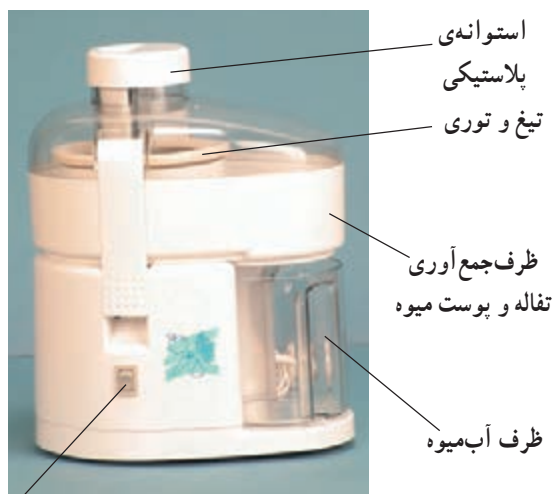 استوانه‌ی
پلاستیکی
تیغ و توری
ظرف جمع‌آوری
تفاله و پوست میوه
ظرف آب‌میوه